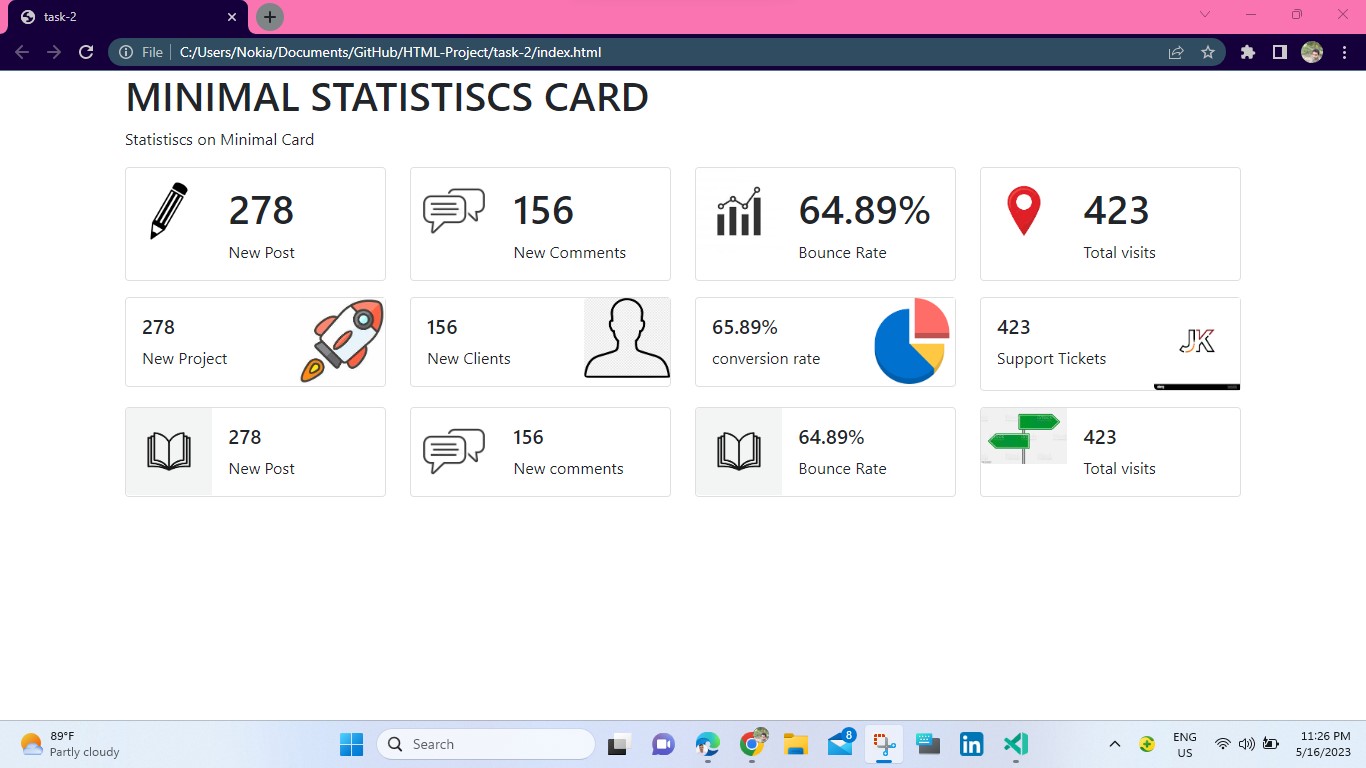 task-2
File
C:/Users/Nokia/Documents/GitHub/HTML-Project/task-2/index.html
MINIMAL STATISTISCS CARD
Statistiscs on Minimal Card
278
New Post
156
New Comments
64.89%
Bounce Rate
423
Total visits
278
New Project
156
New Clients
65.89%
conversion rate
423
Support Tickets
JK
278
New Post
156
New comments
64.89%
Bounce Rate
423
Total visits
89°F
Partly cloudy
Search
8
in
ENG
US
11:26 PM
5/16/2023